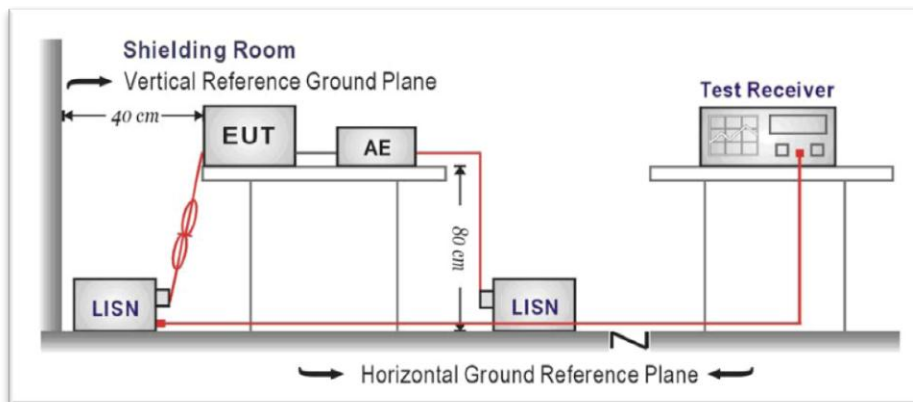 Shielding Room
Vertical Reference Ground Plane
40 cm
EUT
AE
Test Receiver
80 cm
LISN
LISN
Horizontal Ground Reference Plane